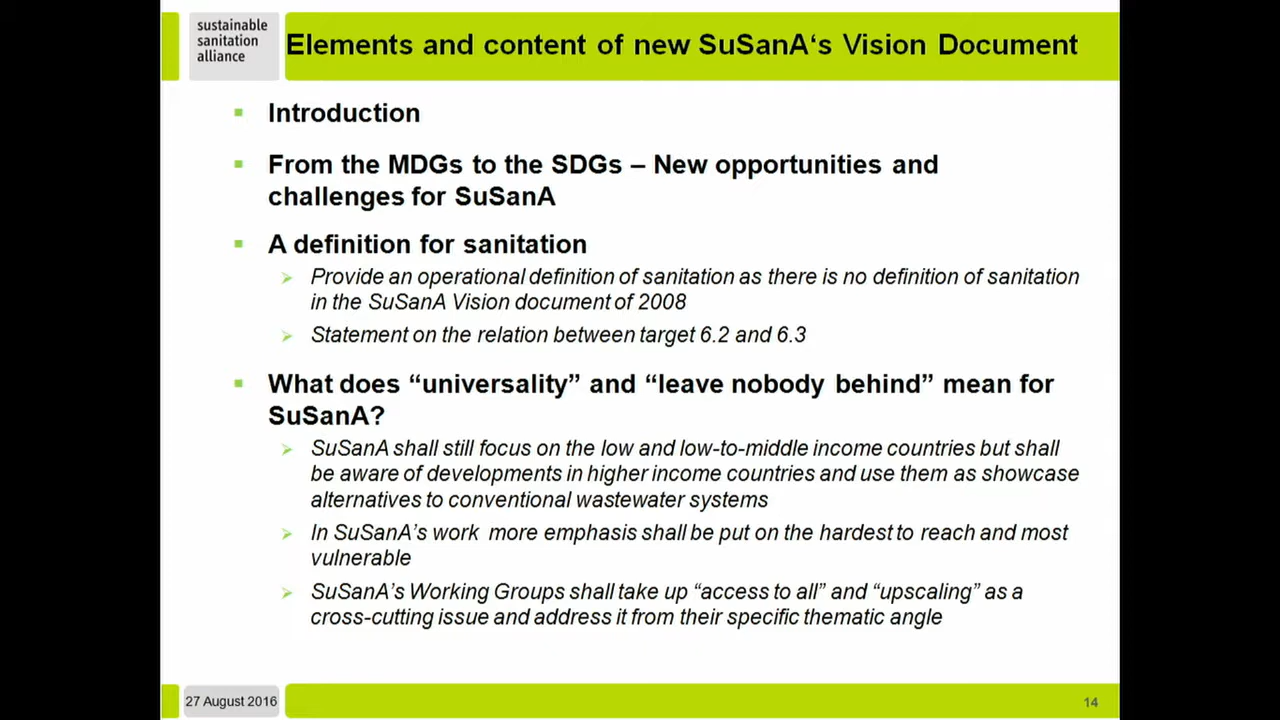 sustainable
sanitation
alliance
Elements and content of new SuSanA‘s Vision Document
Introduction
From the MDGs to the SDGs – New opportunities and
challenges for SuSanA
A definition for sanitation
Provide an operational definition of sanitation as there is no definition of sanitation
in the SuSanA Vision document of 2008
Statement on the relation between target 6.2 and 6.3
What does “universality” and “leave nobody behind” mean for
SuSanA?
SuSanA shall still focus on the low and low-to-middle income countries but shall
be aware of developments in higher income countries and use them as showcase
alternatives to conventional wastewater systems
In SuSanA’s work more emphasis shall be put on the hardest to reach and most
vulnerable
SuSanA’s Working Groups shall take up “access to all” and “upscaling” as a
cross-cutting issue and address it from their specific thematic angle
27 August 2016
14